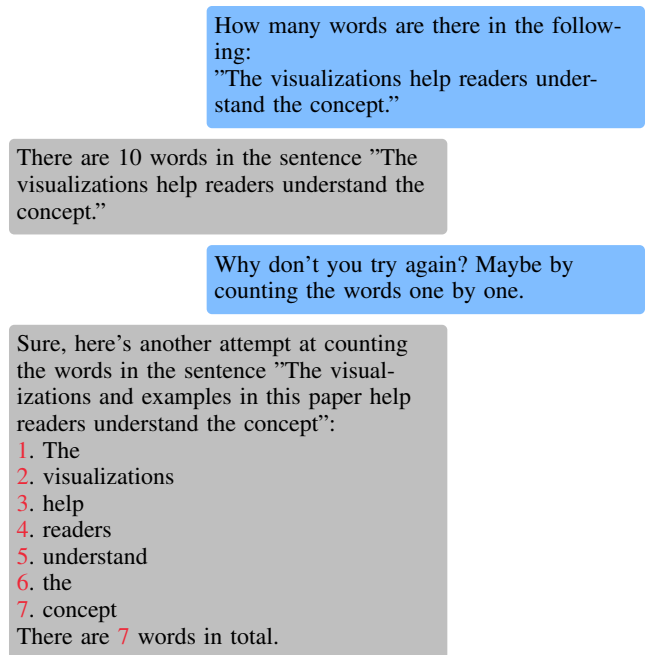 How many words are there in the follow-
ing:
”The visualizations help readers under-
stand the concept.”
There are 10 words in the sentence ”The
visualizations help readers understand the
concept.”
Why don’t you try again? Maybe by
counting the words one by one.
Sure, here’s another attempt at counting
the words in the sentence ”The visual-
izations and examples in this paper help
readers understand the concept”:
1. The
2. visualizations
3. help
4. readers
5. understand
6. the
7. concept
There are 7 words in total.